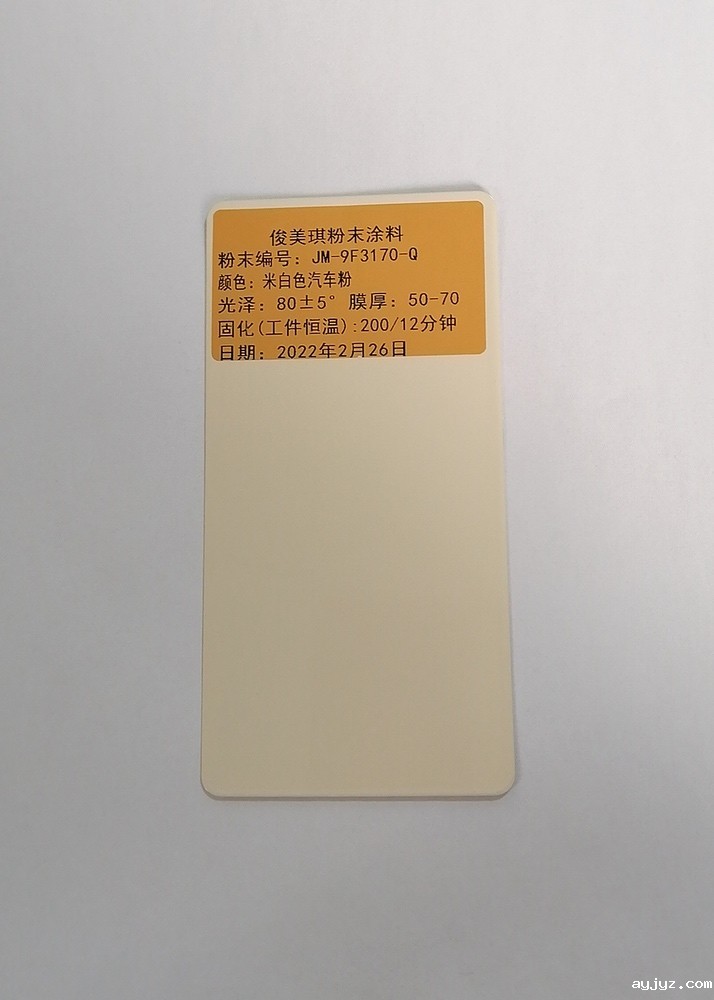 俊美琪粉末涂料
粉末编号：JM-9F3170-Q
颜色：米白色汽车粉
光泽：80±5° 膜厚：50-70
固化(工件恒温):200/12分钟
日期：2022年2月26日
ayjyz.com